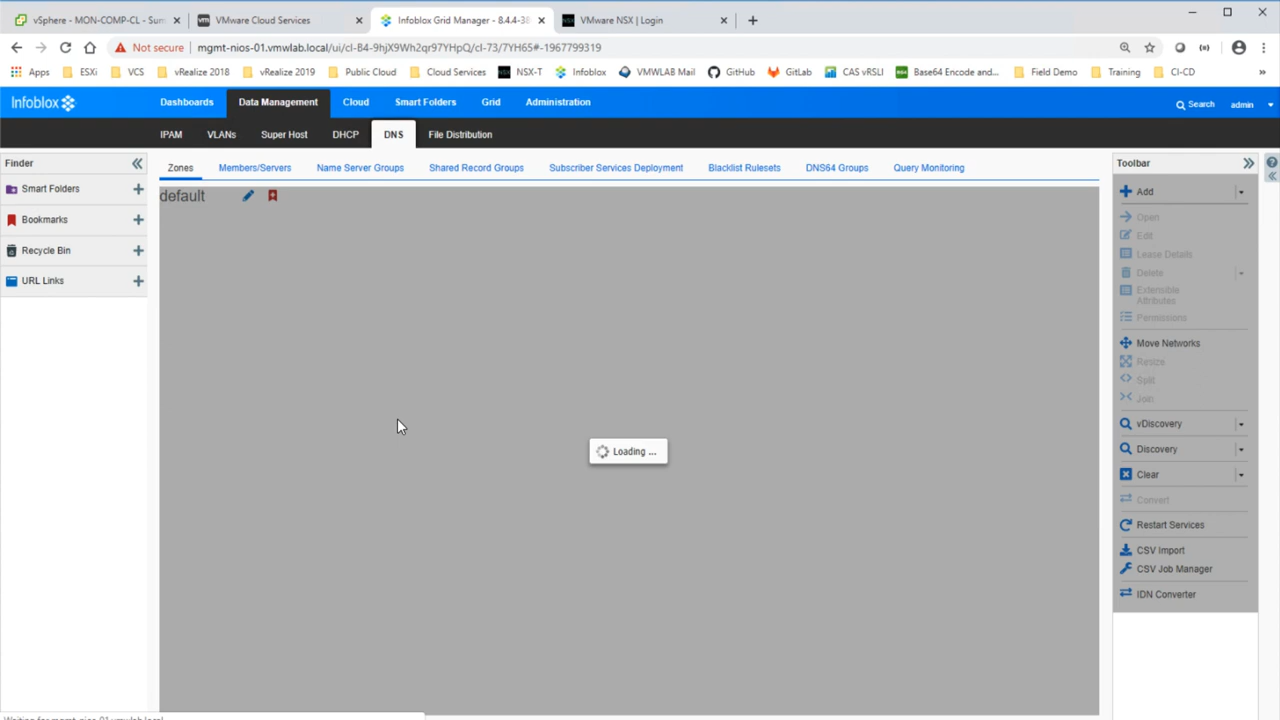 vSphere - MON-COMP-CL - Sum
VMware Cloud Services
Infoblox Grid Manager - 8.4.4-38
VMware NSX | Login
Not secure
mgmt-nios-01.vmwlab.local/ui/cl-B4-9hjX9Wh2qr97YHpQ/cl-73/7YH65#-1967799319
Apps
ESXi
VCS
vRealize 2018
vRealize 2019
Public Cloud
Cloud Services
NSX-T
Infoblox
VMWLAB Mail
GitHub
GitLab
CAS vRSLI
Base64 Encode and...
Field Demo
Training
CI-CD
Infoblox
Dashboards
Data Management
Cloud
Smart Folders
Grid
Administration
Search
admin
IPAM
VLANs
Super Host
DHCP
DNS
File Distribution
Finder
Smart Folders
Bookmarks
Recycle Bin
URL Links
Zones
Members/Servers
Name Server Groups
Shared Record Groups
Subscriber Services Deployment
Blacklist Rulesets
DNS64 Groups
Query Monitoring
default
Loading ...
Toolbar
Add
Open
Edit
Lease Details
Delete
Extensible
Attributes
Permissions
Move Networks
Resize
Split
Join
vDiscovery
Discovery
Clear
Convert
Restart Services
CSV Import
CSV Job Manager
IDN Converter
Waiting for mgmt-nios-01.vmwlab.local